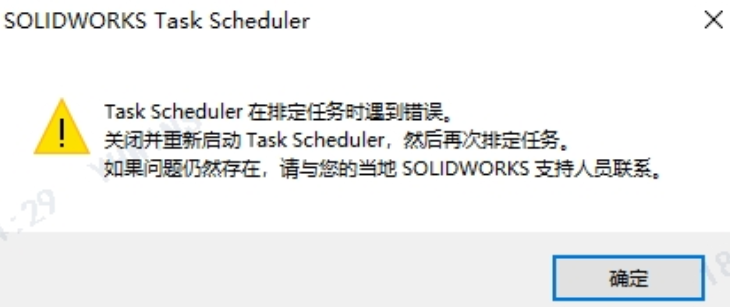 SOLIDWORKS Task Scheduler
Task Scheduler 在排定任务时遇到错误。
关闭并重新启动 Task Scheduler，然后再次排定任务。
如果问题仍然存在，请与您的当地 SOLIDWORKS 支持人员联系。
确定